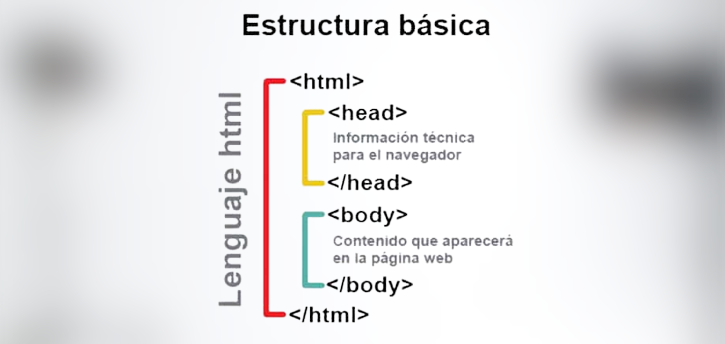 Estructura básica
Lenguaje html
<html>
<head>
Información técnica
para el navegador
</head>
<body>
Contenido que aparecerá
en la página web
</body>
</html>